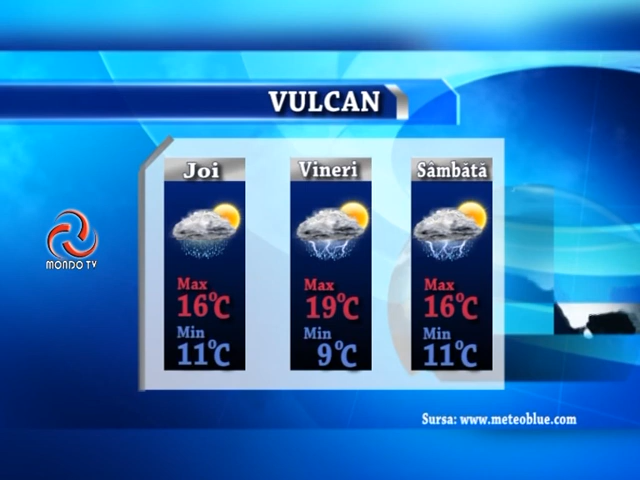 VULCAN
Joi
Vineri
Sâmbătă
Max
16°C
Min
11°C
Max
19°C
Min
9°C
Max
16°C
Min
11°C
MONDO TV
Sursa: www.meteoblue.com